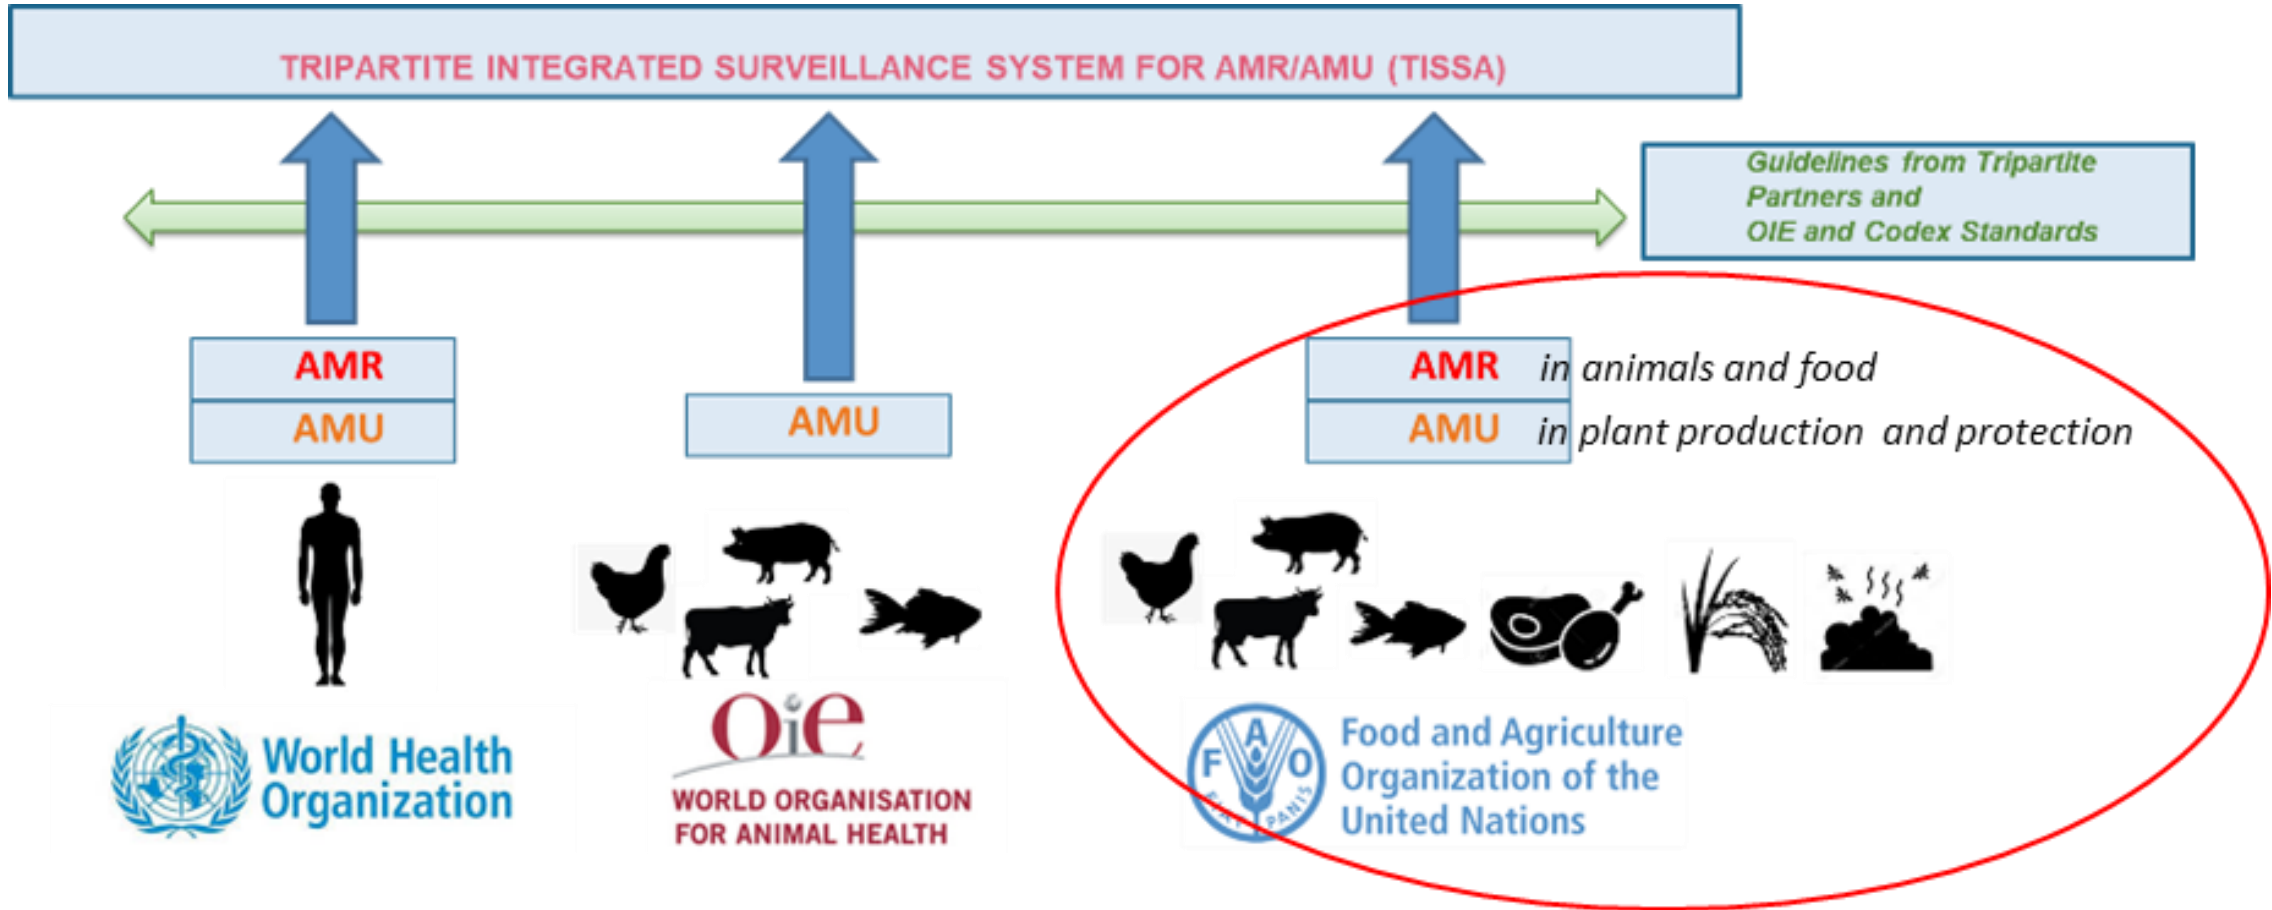 TRIPARTITE INTEGRATED SURVEILLANCE SYSTEM FOR AMR/AMU (TISSA)
Guidelines from Tripartite
Partners and
OIE and Codex Standards
AMR
AMU
AMU
AMR in animals and food
AMU in plant production and protection
World Health
Organization
OiE
WORLD ORGANISATION
FOR ANIMAL HEALTH
F A O
FIAT PANIS
Food and Agriculture
Organization of the
United Nations